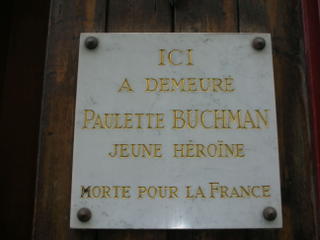 ICI
A DEMEURÉ
PAULETTE BUCHMAN
JEUNE HÉROÏNE
MORTE POUR LA FRANCE